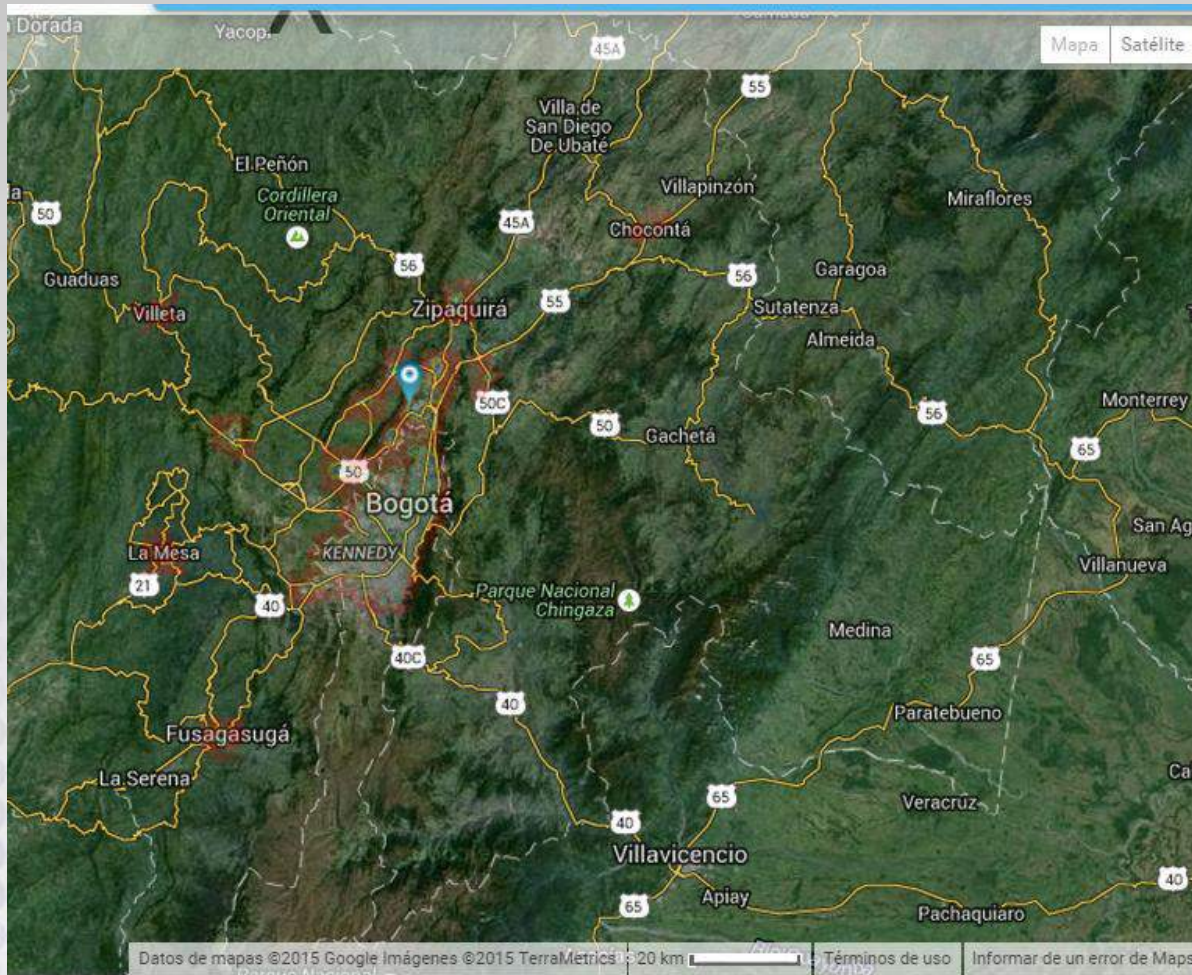 Dorada
Yacopí
45A
Mapa
Satélite
55
Villa de
San Diego
De Ubaté
El Peñón
Cordillera
Oriental
Villapinzón
Miraflores
50
45A
Chocontá
56
56
Garagoa
Guaduas
55
Zipaquirá
Sutatenza
Villeta
Almeida
50C
56
Monterrey
50
Gachetá
65
50
Bogotá
San Ag
La Mesa
KENNEDY
Villanueva
21
Parque Nacional
Chingaza
40
Medina
40C
65
40
Paratebueno
Fusagasugá
La Serena
Ca
65
Veracruz
40
Villavicencio
40
Apiay
65
Pachaquiaro
Datos de mapas ©2015 Google Imágenes ©2015 TerraMetrics
20 km
Términos de uso
Informar de un error de Maps
Parque Nacional